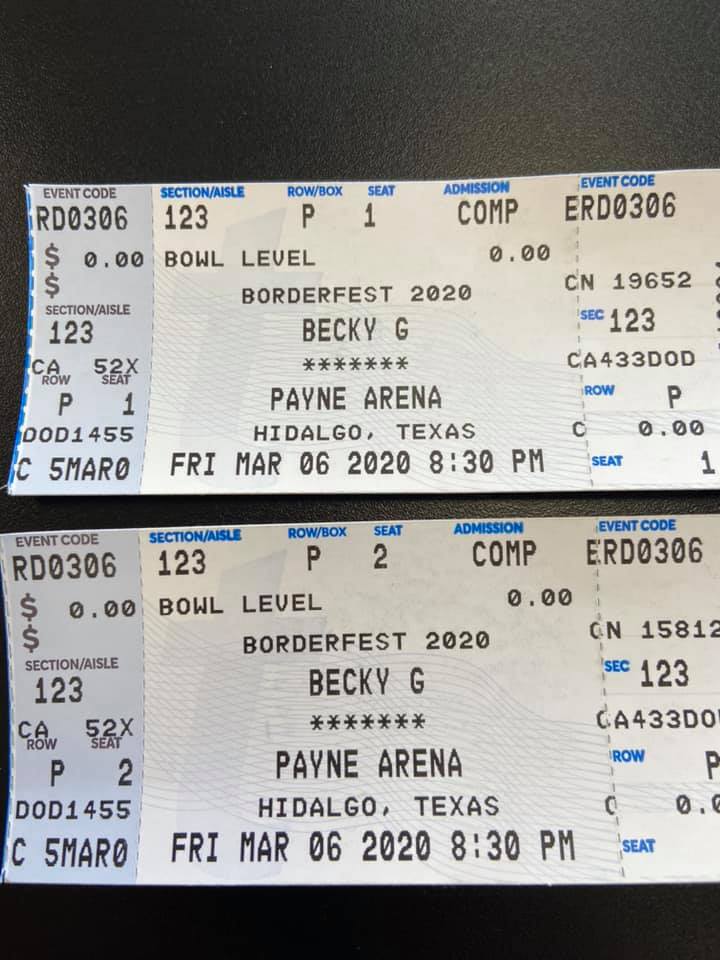 EVENT CODE SECTION/AISLE ROW/BOX SEAT ADMISSION EVENT CODE
RD0306 123 P 1 COMP ERD0306
$ 0.00 BOWL LEVEL 0.00
$ BORDERFEST 2020 CN 19652
SECTION/AISLE BECKY G SEC 123
123
CA 52X ******* CA433DOD
ROW SEAT ROW
P 1 PAYNE ARENA P
DOD1455 HIDALGO, TEXAS C 0.00
C 5MAR0 FRI MAR 06 2020 8:30 PM SEAT 1
EVENT CODE SECTION/AISLE ROW/BOX SEAT ADMISSION EVENT CODE
RD0306 123 P 2 COMP ERD0306
$ 0.00 BOWL LEVEL 0.00
$ BORDERFEST 2020 CN 15812
SECTION/AISLE BECKY G SEC 123
123
CA 52X ******* CA433DO
ROW SEAT ROW
P 2 PAYNE ARENA P
DOD1455 HIDALGO, TEXAS C 0.0
C 5MAR0 FRI MAR 06 2020 8:30 PM SEAT